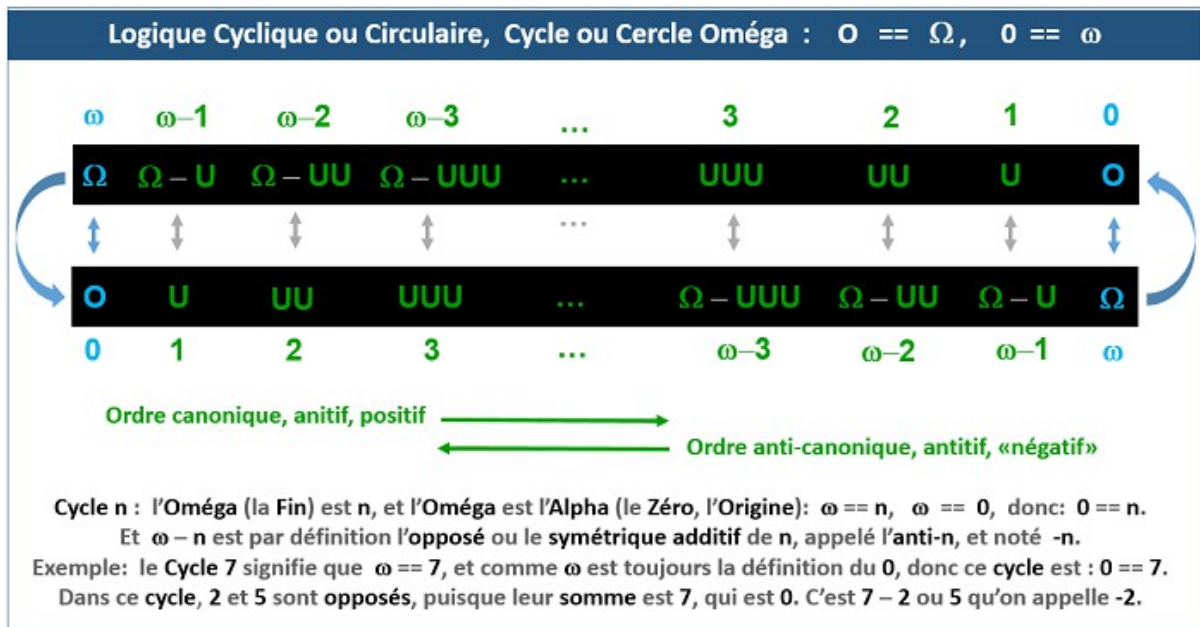 Logique Cyclique ou Circulaire, Cycle ou Cercle Oméga : O == Ω, 0 == ω
ω ω–1 ω–2 ω–3 ... 3 2 1 0
Ω Ω – U Ω – UU Ω – UUU ... UUU UU U O
...
O U UU UUU ... Ω – UUU Ω – UU Ω – U Ω
0 1 2 3 ... ω–3 ω–2 ω–1 ω
Ordre canonique, anitif, positif
Ordre anti-canonique, antitif, «négatif»
Cycle n : l'Oméga (la Fin) est n, et l'Oméga est l'Alpha (le Zéro, l'Origine): ω == n, ω == 0, donc: 0 == n.
Et ω – n est par définition l'opposé ou le symétrique additif de n, appelé l'anti-n, et noté -n.
Exemple: le Cycle 7 signifie que ω == 7, et comme ω est toujours la définition du 0, donc ce cycle est : 0 == 7.
Dans ce cycle, 2 et 5 sont opposés, puisque leur somme est 7, qui est 0. C'est 7 – 2 ou 5 qu'on appelle -2.